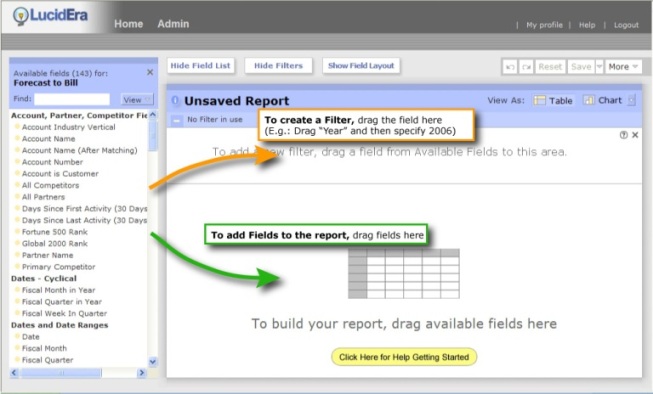 LucidEra
Home Admin
| My profile | Help | Logout
Available fields (143) for:
Forecast to Bill
Find:
View
Account, Partner, Competitor Fie
Account Industry Vertical
Account Name
Account Name (After Matching)
Account Number
Account is Customer
All Competitors
All Partners
Days Since First Activity (30 Days
Days Since Last Activity (30 Days
Fortune 500 Rank
Global 2000 Rank
Partner Name
Primary Competitor
Dates - Cyclical
Fiscal Month in Year
Fiscal Quarter in Year
Fiscal Week In Quarter
Dates and Date Ranges
Date
Fiscal Month
Fiscal Quarter
Hide Field List Hide Filters Show Field Layout
Reset Save More
Unsaved Report
View As: Table Chart
No Filter in use
To create a Filter, drag the field here
(E.g.: Drag "Year" and then specify 2006)
To add new filter, drag a field from Available Fields to this area.
To add Fields to the report, drag fields here
To build your report, drag available fields here
Click Here for Help Getting Started